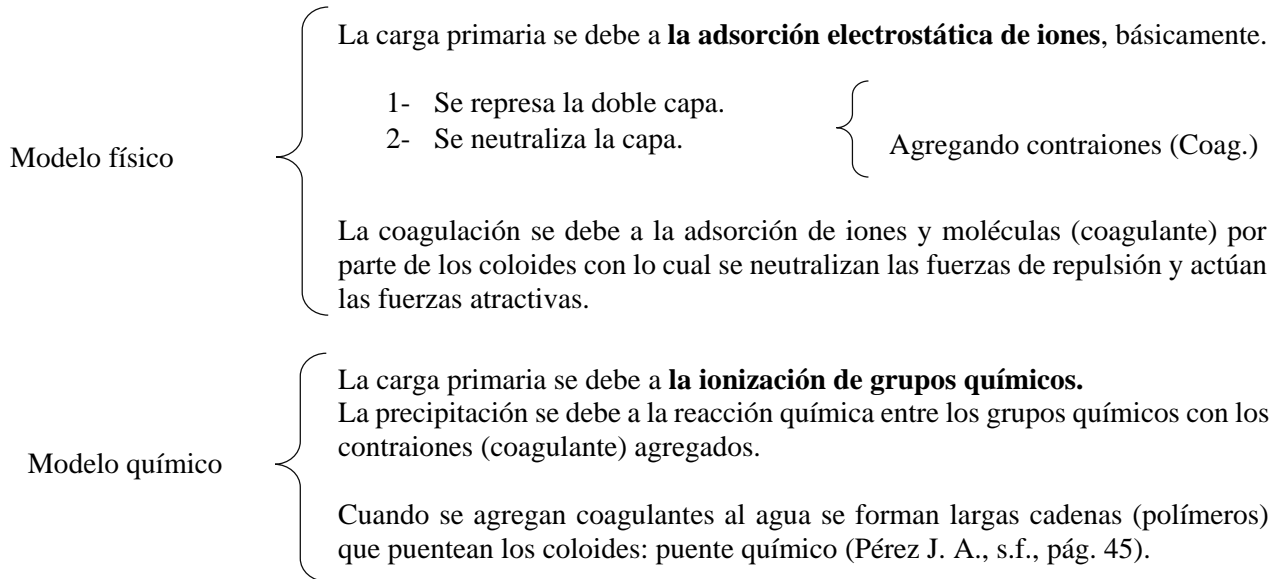 La carga primaria se debe a la adsorción electrostática de iones, básicamente.
1- Se represa la doble capa.
2- Se neutraliza la capa.
Agregando contraiones (Coag.)
Modelo físico
La coagulación se debe a la adsorción de iones y moléculas (coagulante) por
parte de los coloides con lo cual se neutralizan las fuerzas de repulsión y actúan
las fuerzas atractivas.
La carga primaria se debe a la ionización de grupos químicos.
La precipitación se debe a la reacción química entre los grupos químicos con los
contraiones (coagulante) agregados.
Modelo químico
Cuando se agregan coagulantes al agua se forman largas cadenas (polímeros)
que puentean los coloides: puente químico (Pérez J. A., s.f., pág. 45).